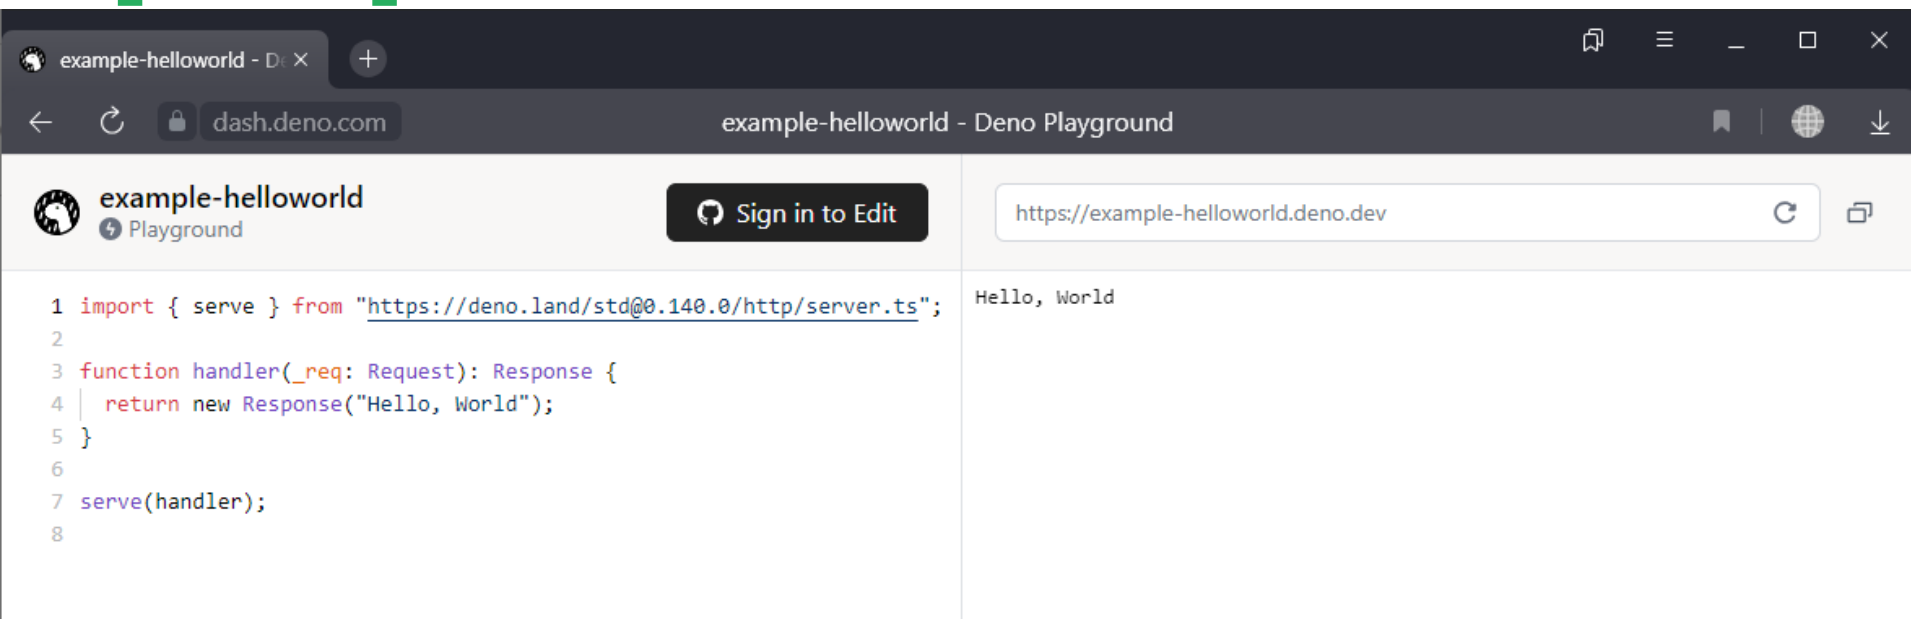 example-helloworld - De
dash.deno.com
example-helloworld - Deno Playground
example-helloworld
Playground
Sign in to Edit
https://example-helloworld.deno.dev
1 import { serve } from "https://deno.land/std@0.140.0/http/server.ts";
2
3 function handler(_req: Request): Response {
4 return new Response("Hello, World");
5 }
6
7 serve(handler);
8
Hello, World